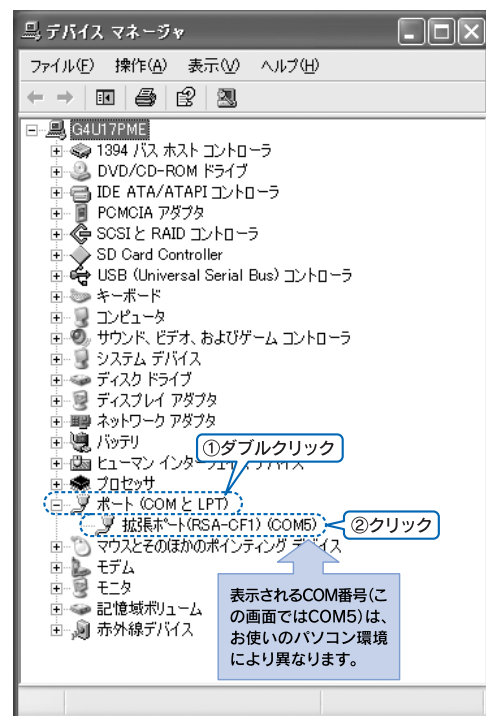 デバイス マネージャ
ファイル(F) 操作(A) 表示(V) ヘルプ(H)
G4U17PME
1394 バス ホスト コントローラ
DVD/CD-ROM ドライブ
IDE ATA/ATAPI コントローラ
PCMCIA アダプタ
SCSI と RAID コントローラ
SD Card Controller
USB (Universal Serial Bus) コントローラ
キーボード
コンピュータ
サウンド、ビデオ、およびゲーム コントローラ
システム デバイス
ディスク ドライブ
ディスプレイ アダプタ
ネットワーク アダプタ
バッテリ
①ダブルクリック
ヒューマン インターフェイス デバイス
プロセッサ
ポート (COM と LPT)
拡張ポート(RSA-CF1) (COM5)
②クリック
マウスとそのほかのポインティング デバイス
モデム
モニタ
記憶域ボリューム
赤外線デバイス
表示されるCOM番号(こ
の画面ではCOM5)は、
お使いのパソコン環境
により異なります。